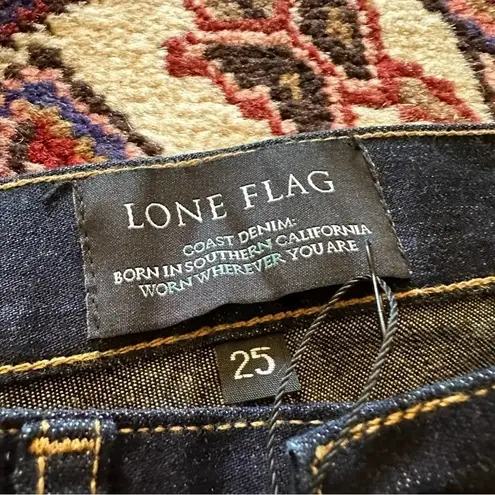 LONE FLAG
COAST DENIM:
BORN IN SOUTHERN CALIFORNIA
WORN WHEREVER YOU ARE
25